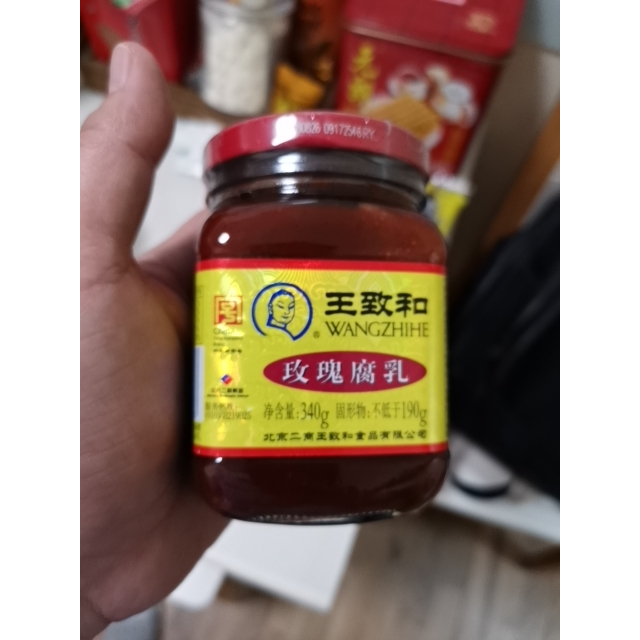 王致和
WANGZHIHE
玫瑰腐乳
净含量:340g 固形物:不低于190g
北京二商王致和食品有限公司